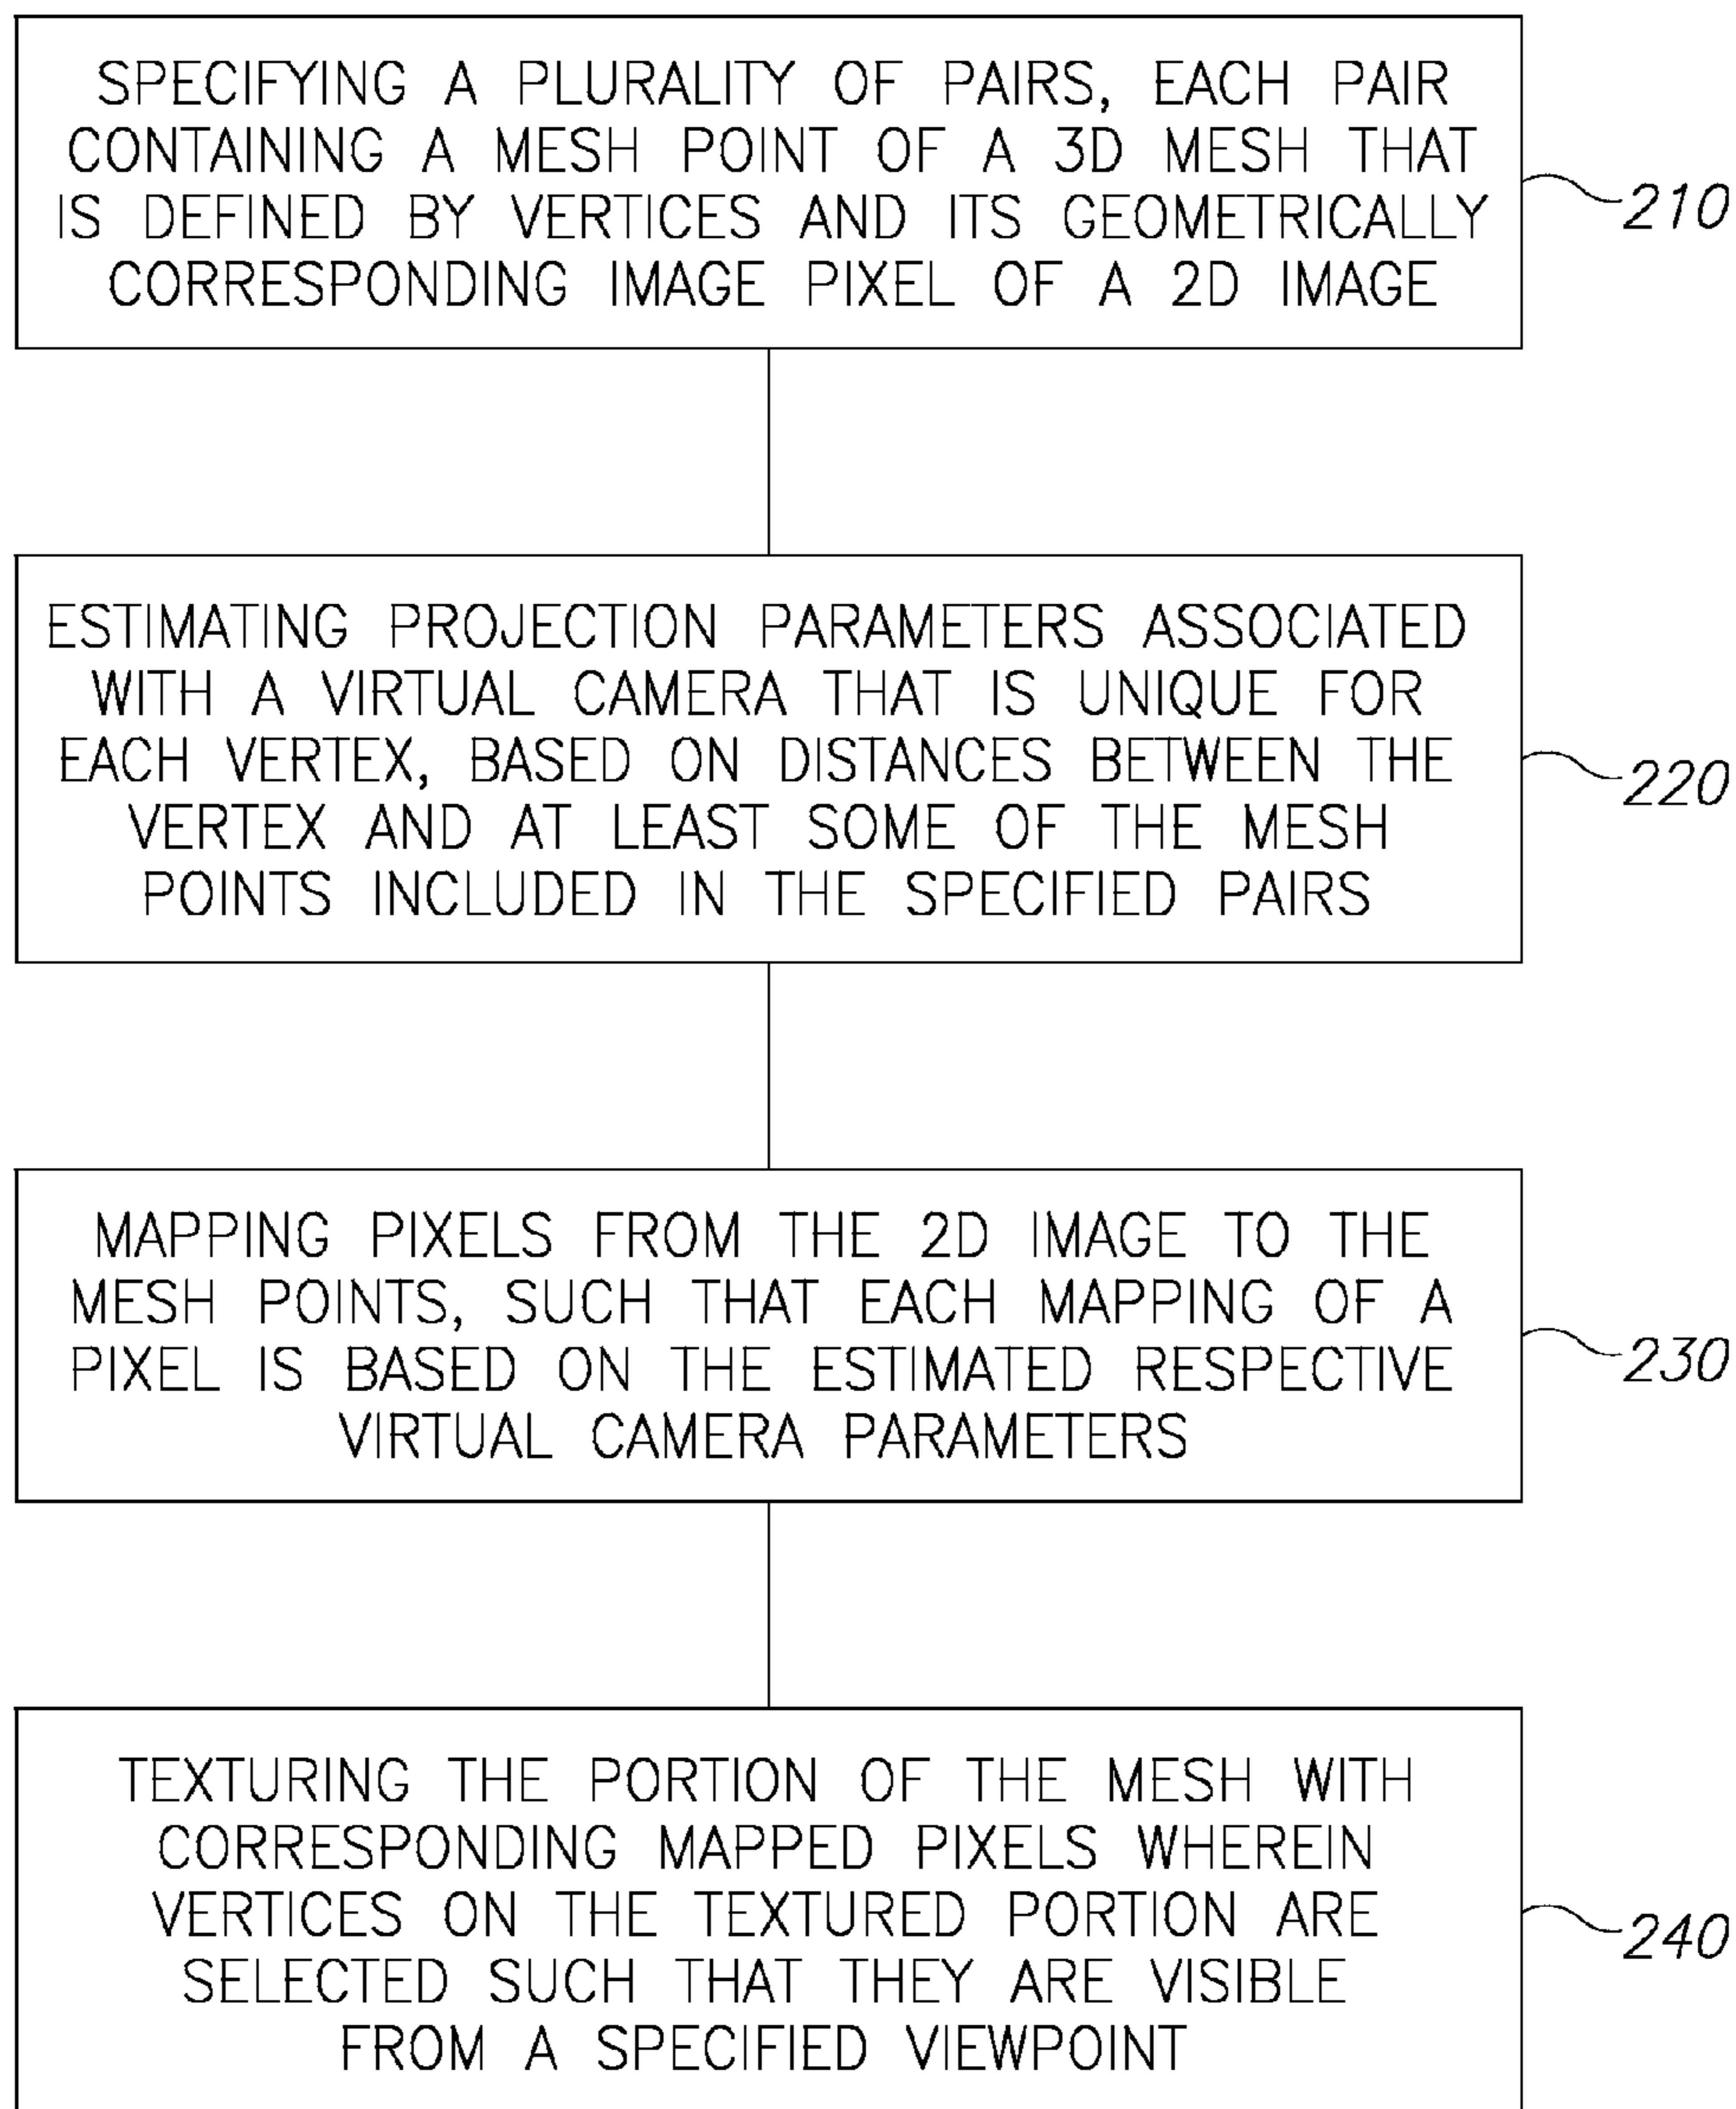 SPECIFYING A PLURALITY OF PAIRS, EACH PAIR
CONTAINING A MESH POINT OF A 3D MESH THAT
IS DEFINED BY VERTICES AND ITS GEOMETRICALLY
CORRESPONDING IMAGE PIXEL OF A 2D IMAGE
210
ESTIMATING PROJECTION PARAMETERS ASSOCIATED
WITH A VIRTUAL CAMERA THAT IS UNIQUE FOR
EACH VERTEX, BASED ON DISTANCES BETWEEN THE
VERTEX AND AT LEAST SOME OF THE MESH
POINTS INCLUDED IN THE SPECIFIED PAIRS
220
MAPPING PIXELS FROM THE 2D IMAGE TO THE
MESH POINTS, SUCH THAT EACH MAPPING OF A
PIXEL IS BASED ON THE ESTIMATED RESPECTIVE
VIRTUAL CAMERA PARAMETERS
230
TEXTURING THE PORTION OF THE MESH WITH
CORRESPONDING MAPPED PIXELS WHEREIN
VERTICES ON THE TEXTURED PORTION ARE
SELECTED SUCH THAT THEY ARE VISIBLE
FROM A SPECIFIED VIEWPOINT
240